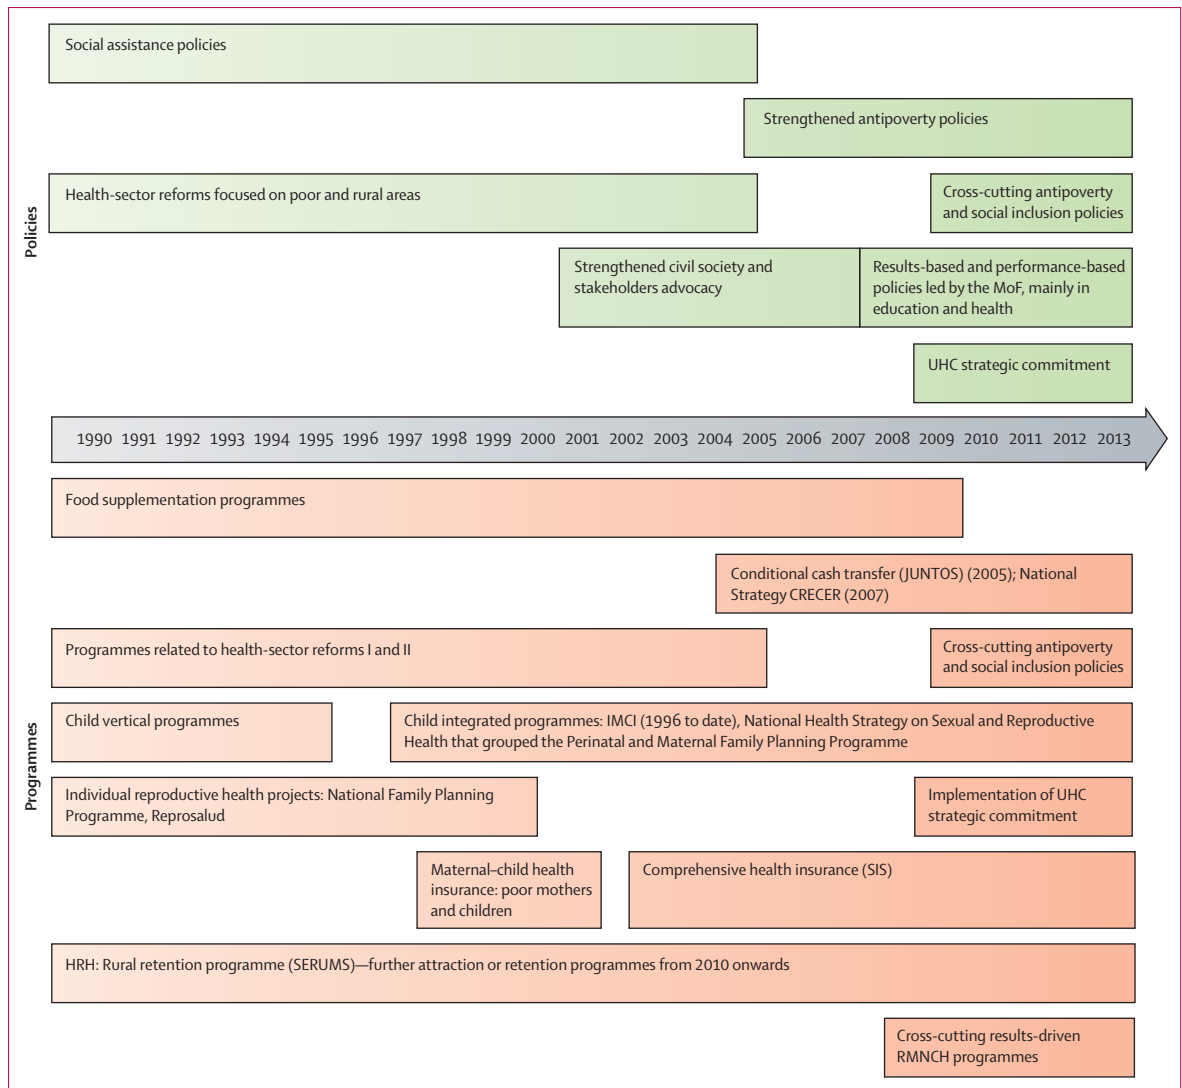 Policies
Social assistance policies
Strengthened antipoverty policies
Health-sector reforms focused on poor and rural areas
Cross-cutting antipoverty
and social inclusion policies
Strengthened civil society and
stakeholders advocacy
Results-based and performance-based
policies led by the MoF, mainly in
education and health
UHC strategic commitment
1990 1991 1992 1993 1994 1995 1996 1997 1998 1999 2000 2001 2002 2003 2004 2005 2006 2007 2008 2009 2010 2011 2012 2013
Programmes
Food supplementation programmes
Conditional cash transfer (JUNTOS) (2005); National
Strategy CRECER (2007)
Programmes related to health-sector reforms I and II
Cross-cutting antipoverty
and social inclusion policies
Child vertical programmes
Child integrated programmes: IMCI (1996 to date), National Health Strategy on Sexual and Reproductive
Health that grouped the Perinatal and Maternal Family Planning Programme
Individual reproductive health projects: National Family Planning
Programme, Reprosalud
Implementation of UHC
strategic commitment
Maternal–child health
insurance: poor mothers
and children
Comprehensive health insurance (SIS)
HRH: Rural retention programme (SERUMS)—further attraction or retention programmes from 2010 onwards
Cross-cutting results-driven
RMNCH programmes